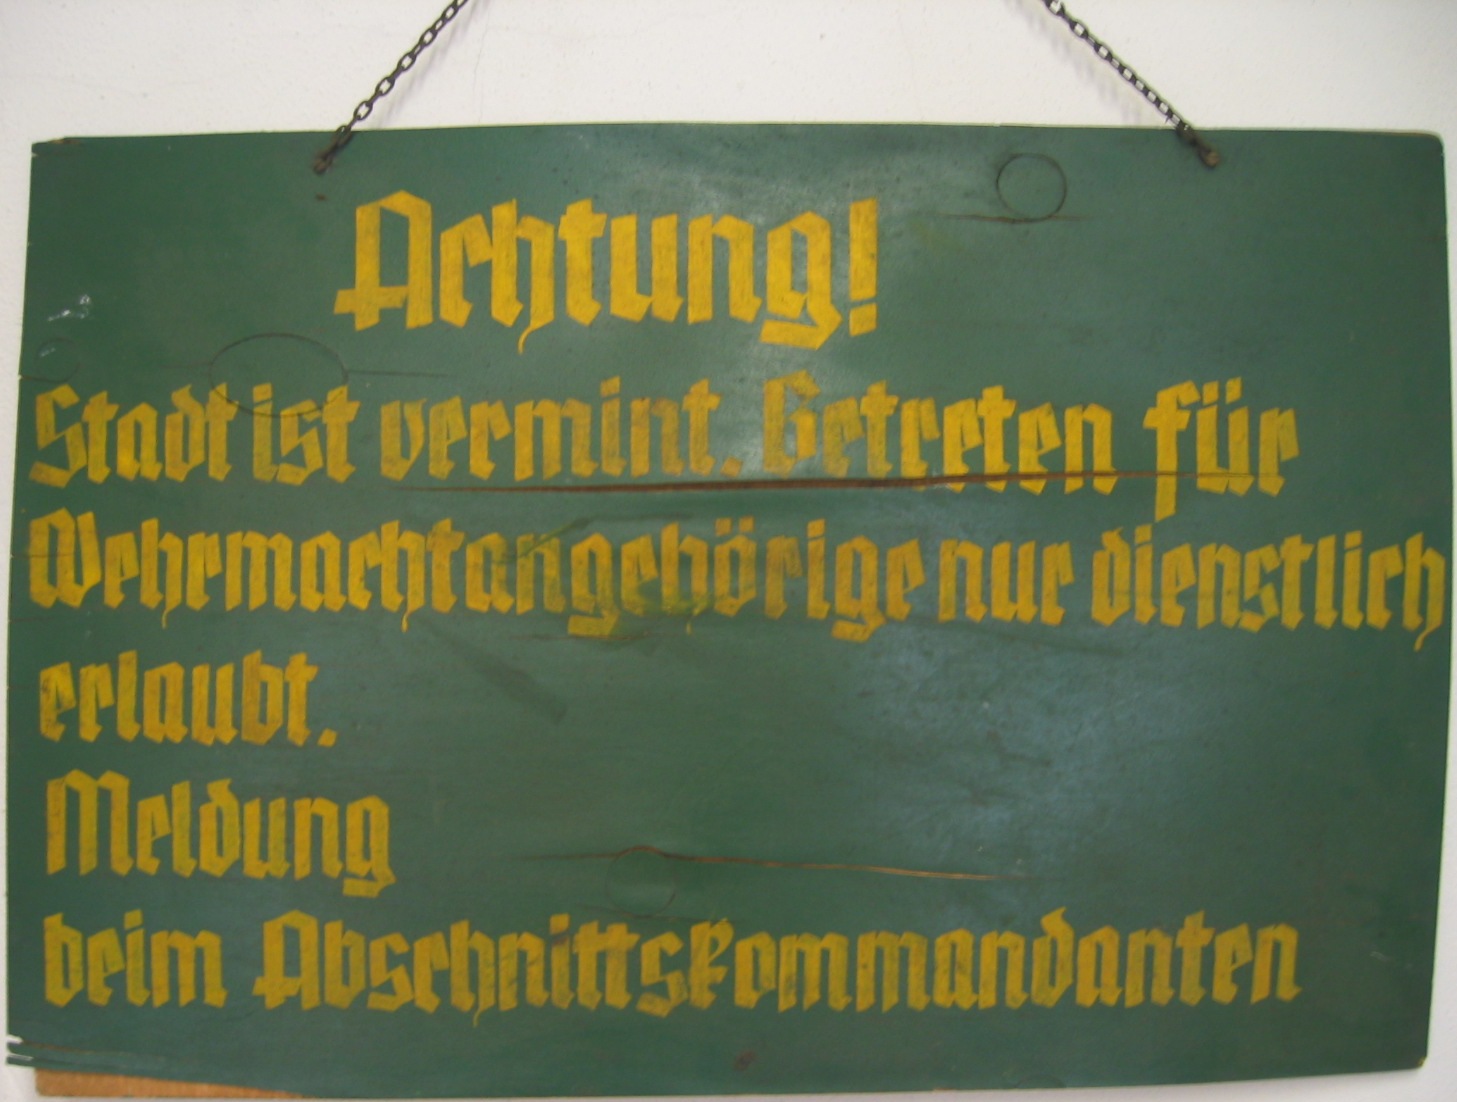 Achtung!
Stadt ist vermint. Betreten für
Wehrmachtangehörige nur dienstlich
erlaubt.
Meldung
beim Abschnittskommandanten